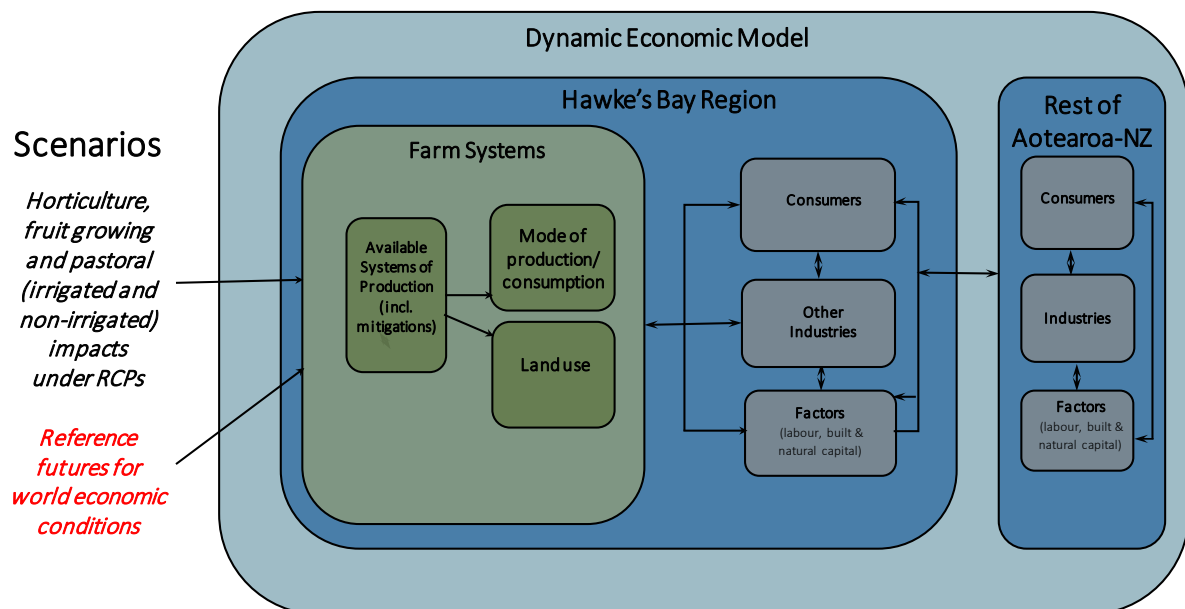 Dynamic Economic Model
Hawke's Bay Region
Rest of
Aotearoa-NZ
Scenarios
Horticulture,
fruit growing
and pastoral
(irrigated and
non-irrigated)
impacts
under RCPs
Reference
futures for
world economic
conditions
Farm Systems
Available
Systems of
Production
(incl.
mitigations)
Mode of
production/
consumption
Land use
Consumers
Other
Industries
Factors
(labour, built &
natural capital)
Consumers
Industries
Factors
(labour, built &
natural capital)